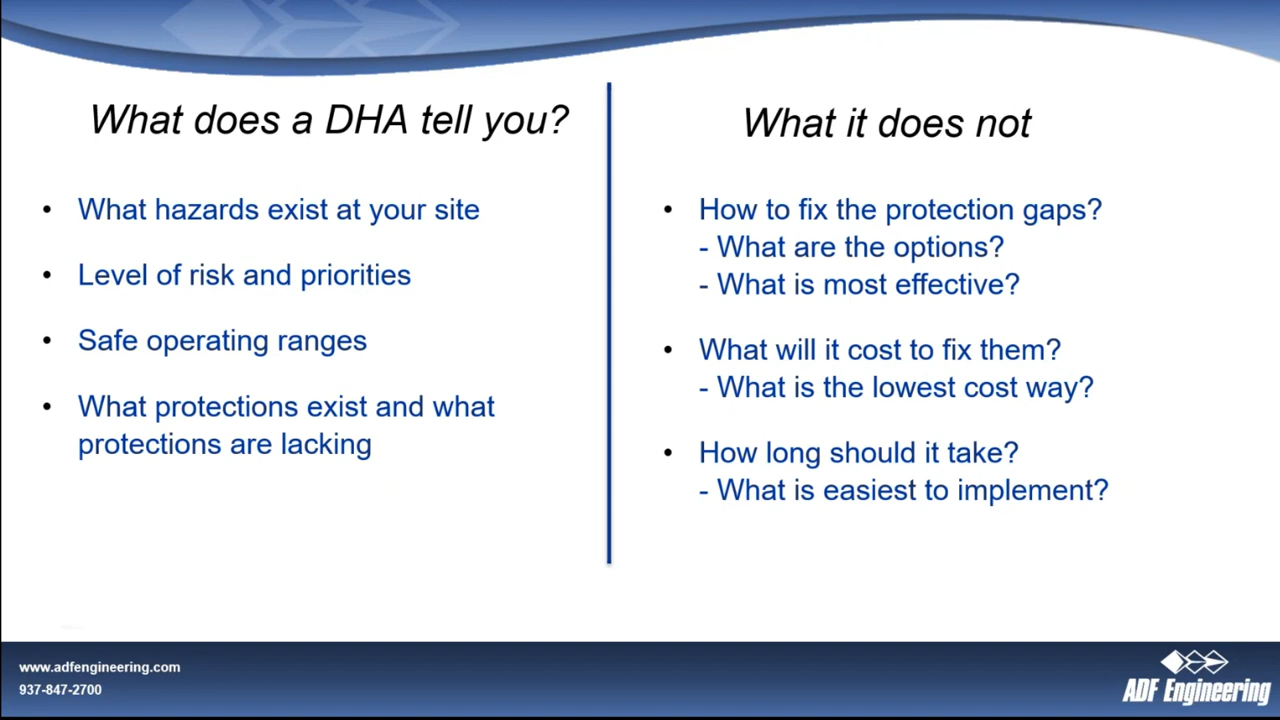 What does a DHA tell you?
• What hazards exist at your site
• Level of risk and priorities
• Safe operating ranges
• What protections exist and what
protections are lacking
What it does not
• How to fix the protection gaps?
- What are the options?
- What is most effective?
• What will it cost to fix them?
- What is the lowest cost way?
• How long should it take?
- What is easiest to implement?
www.adfengineering.com
937-847-2700
ADF Engineering